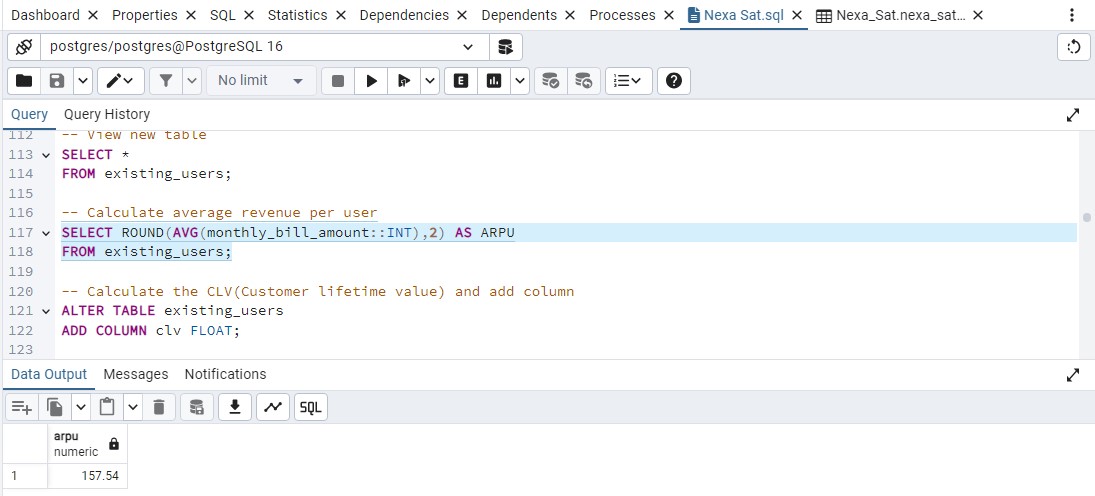 Dashboard Properties SQL Statistics Dependencies Dependents Processes Nexa Sat.sql Nexa_Sat.nexa_sat...
postgres/postgres@PostgreSQL 16
No limit
E
Query Query History
112 -- View new table
113 SELECT *
114 FROM existing_users;
115
116 -- Calculate average revenue per user
117 SELECT ROUND(AVG(monthly_bill_amount::INT),2) AS ARPU
118 FROM existing_users;
119
120 -- Calculate the CLV(Customer lifetime value) and add column
121 ALTER TABLE existing_users
122 ADD COLUMN clv FLOAT;
123
Data Output Messages Notifications
SQL
arpu
numeric
1 157.54